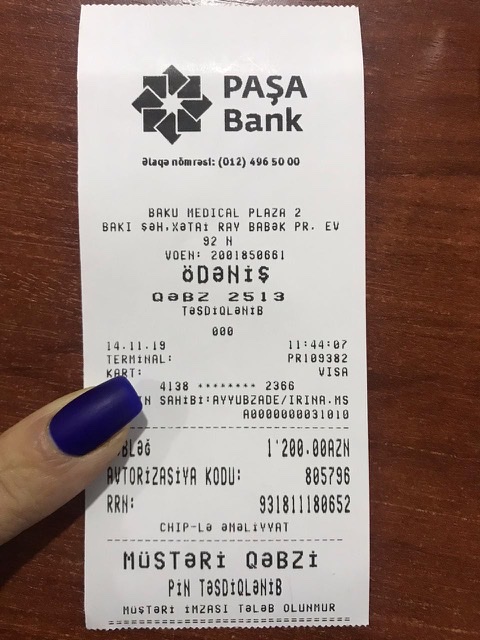 PAŞA
Bank
Əlaqə nömrəsi: (012) 496 50 00
BAKU MEDICAL PLAZA 2
BAKI ŞəH,XəTAİ RAY BABəK PR. EV
92 N
VOEN: 2001850661
ÖDəNİŞ
QəBZ 2513
TəSDİQLəNİB
000
14.11.19 11:44:07
TERMİNAL: PR109382
KART: VISA
4138 ******** 2366
SAHİBİ:AYYUBZADE/IRINA.MS
A0000000031010
1'200.00AZN
AVTORİZASİYA KODU: 805796
RRN: 931811180652
CHIP-Lə əMəLİYYAT
MÜŞTəRİ QəBZİ
PİN TəSDİQLəNİB
MÜŞTəRİ İMZASI TəLəB OLUNMUR